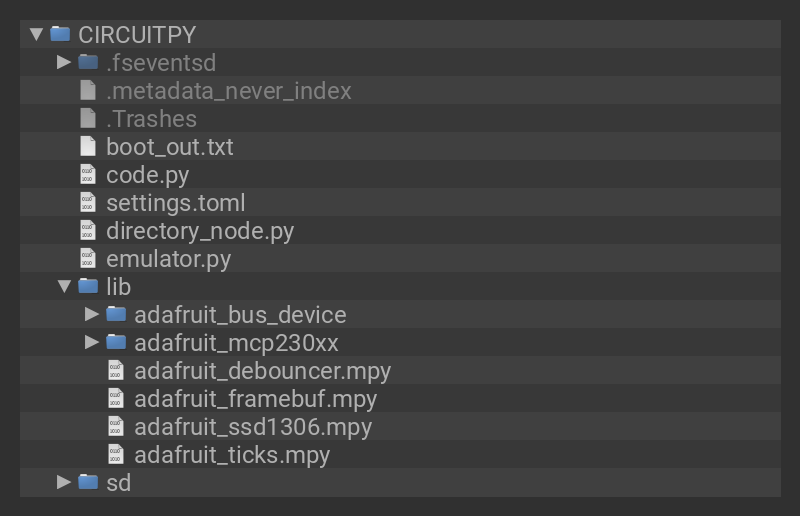 CIRCUITPY
.fseventsd
.metadata_never_index
.Trashes
boot_out.txt
code.py
settings.toml
directory_node.py
emulator.py
lib
adafruit_bus_device
adafruit_mcp230xx
adafruit_debouncer.mpy
adafruit_framebuf.mpy
adafruit_ssd1306.mpy
adafruit_ticks.mpy
sd